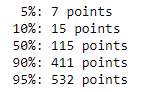 5%: 7 points
10%: 15 points
50%: 115 points
90%: 411 points
95%: 532 points